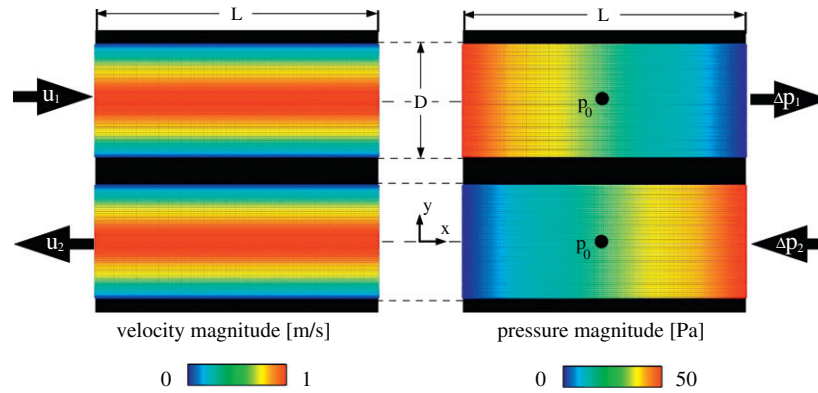 L L
u₁ D p₀ Δp₁
u₂ y x p₀ Δp₂
velocity magnitude [m/s] pressure magnitude [Pa]
0 1 0 50